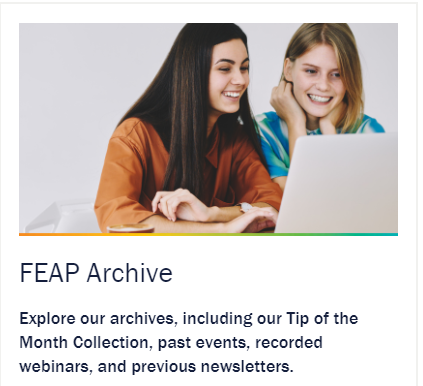 FEAP Archive
Explore our archives, including our Tip of the
Month Collection, past events, recorded
webinars, and previous newsletters.